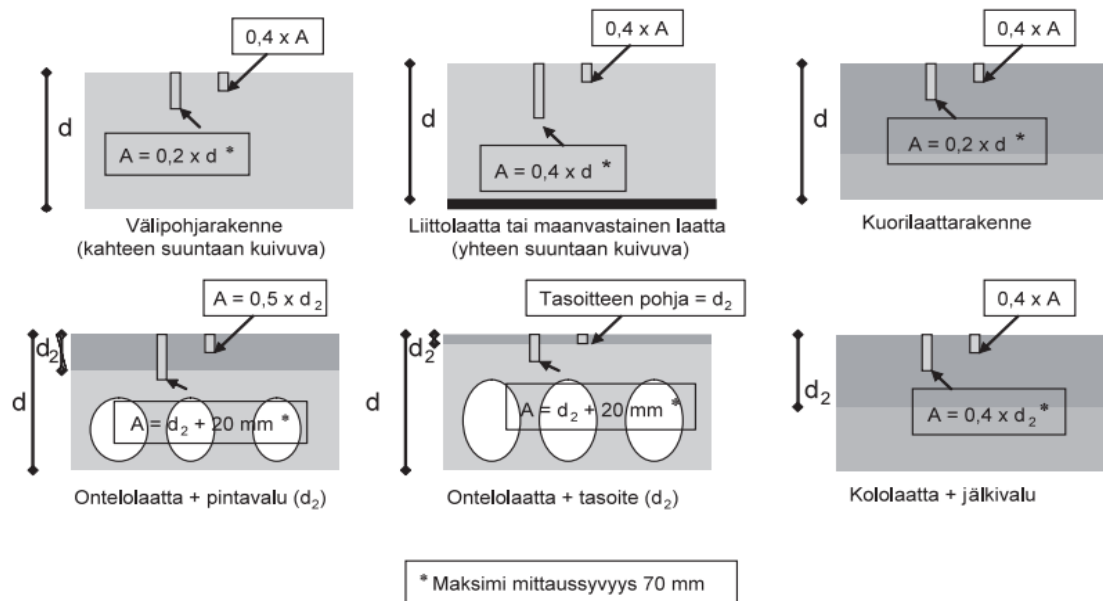 0,4 x A
d
A = 0,2 x d *
Välipohjarakenne
(kahteen suuntaan kuivuva)
0,4 x A
d
A = 0,4 x d *
Liittolaatta tai maanvastainen laatta
(yhteen suuntaan kuivuva)
0,4 x A
d
A = 0,2 x d *
Kuorilaattarakenne
A = 0,5 x d₂
d₂
d
A = d₂ + 20 mm *
Ontelolaatta + pintavalu (d₂)
Tasoitteen pohja = d₂
d₂
d
A = d₂ + 20 mm *
Ontelolaatta + tasoite (d₂)
0,4 x A
d₂
A = 0,4 x d₂ *
Kololaatta + jälkivalu
* Maksimi mittaussyvyys 70 mm